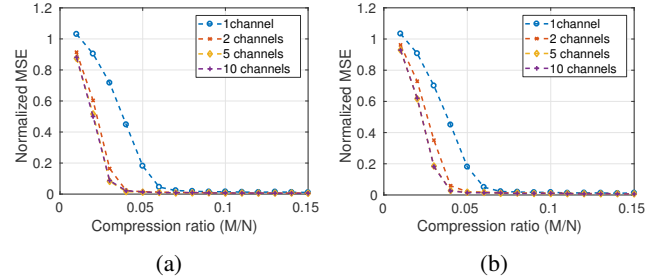 1.2
1
0.8
0.6
0.4
0.2
0
Normalized MSE
0
0.05
0.1
0.15
Compression ratio (M/N)
1channel
2 channels
5 channels
10 channels
(a)
1.2
1
0.8
0.6
0.4
0.2
0
Normalized MSE
0
0.05
0.1
0.15
Compression ratio (M/N)
1channel
2 channels
5 channels
10 channels
(b)